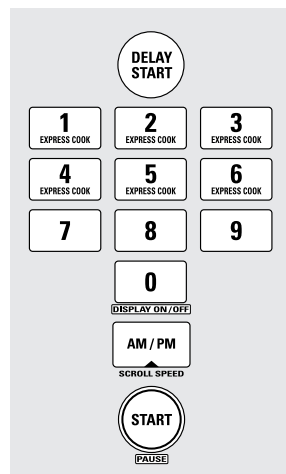 DELAY
START
1 2 3
EXPRESS COOK EXPRESS COOK EXPRESS COOK
4 5 6
EXPRESS COOK EXPRESS COOK EXPRESS COOK
7 8 9
0
DISPLAY ON/OFF
AM / PM
SCROLL SPEED
START
PAUSE